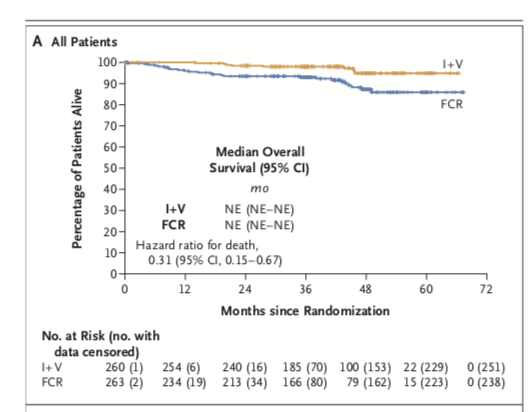 A All Patients
100
90
80
70
60
50
40
30
20
10
0
Percentage of Patients Alive
I+V
FCR
Median Overall
Survival (95% CI)
mo
I+V NE (NE–NE)
FCR NE (NE–NE)
Hazard ratio for death,
0.31 (95% CI, 0.15–0.67)
0 12 24 36 48 60 72
Months since Randomization
No. at Risk (no. with
data censored)
I+V 260 (1) 254 (6) 240 (16) 185 (70) 100 (153) 22 (229) 0 (251)
FCR 263 (2) 234 (19) 213 (34) 166 (80) 79 (162) 15 (223) 0 (238)